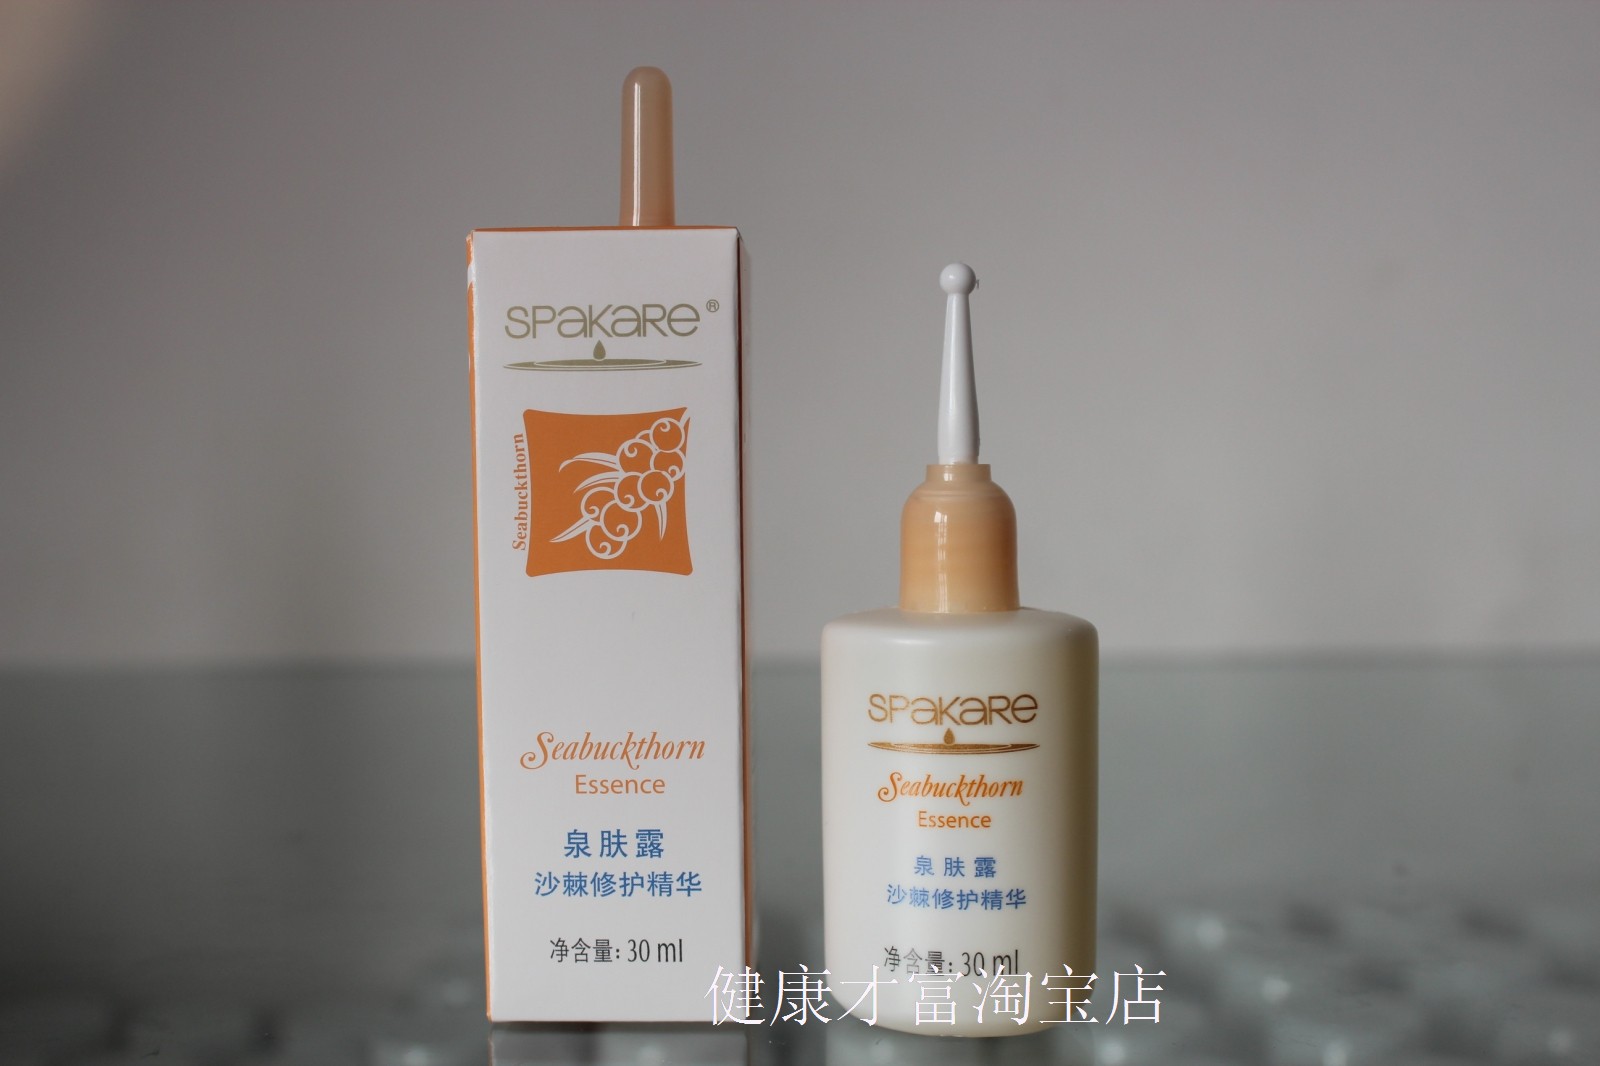 SPAKARE®
Seabuckthorn
Seabuckthorn
Essence
泉肤露
沙棘修护精华
净含量: 30 ml
SPAKARE
Seabuckthorn
Essence
泉肤露
沙棘修护精华
净含量: 30 ml
健康才富淘宝店